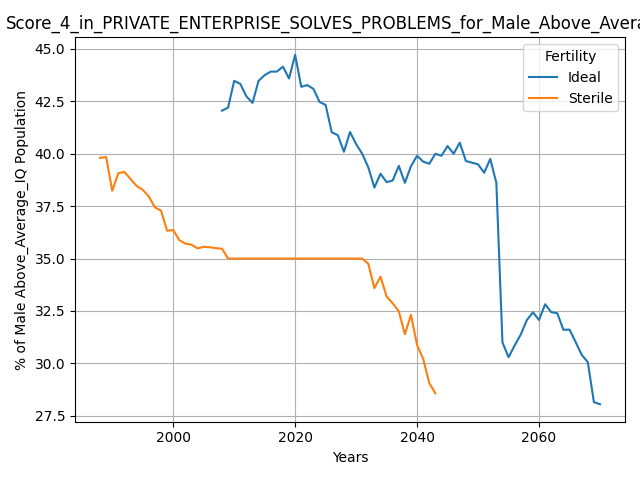 Score_4_in_PRIVATE_ENTERPRISE_SOLVES_PROBLEMS_for_Male_Above_Avera
% of Male Above_Average_IQ Population
45.0
42.5
40.0
37.5
35.0
32.5
30.0
27.5
Fertility
Ideal
Sterile
2000
2020
2040
2060
Years